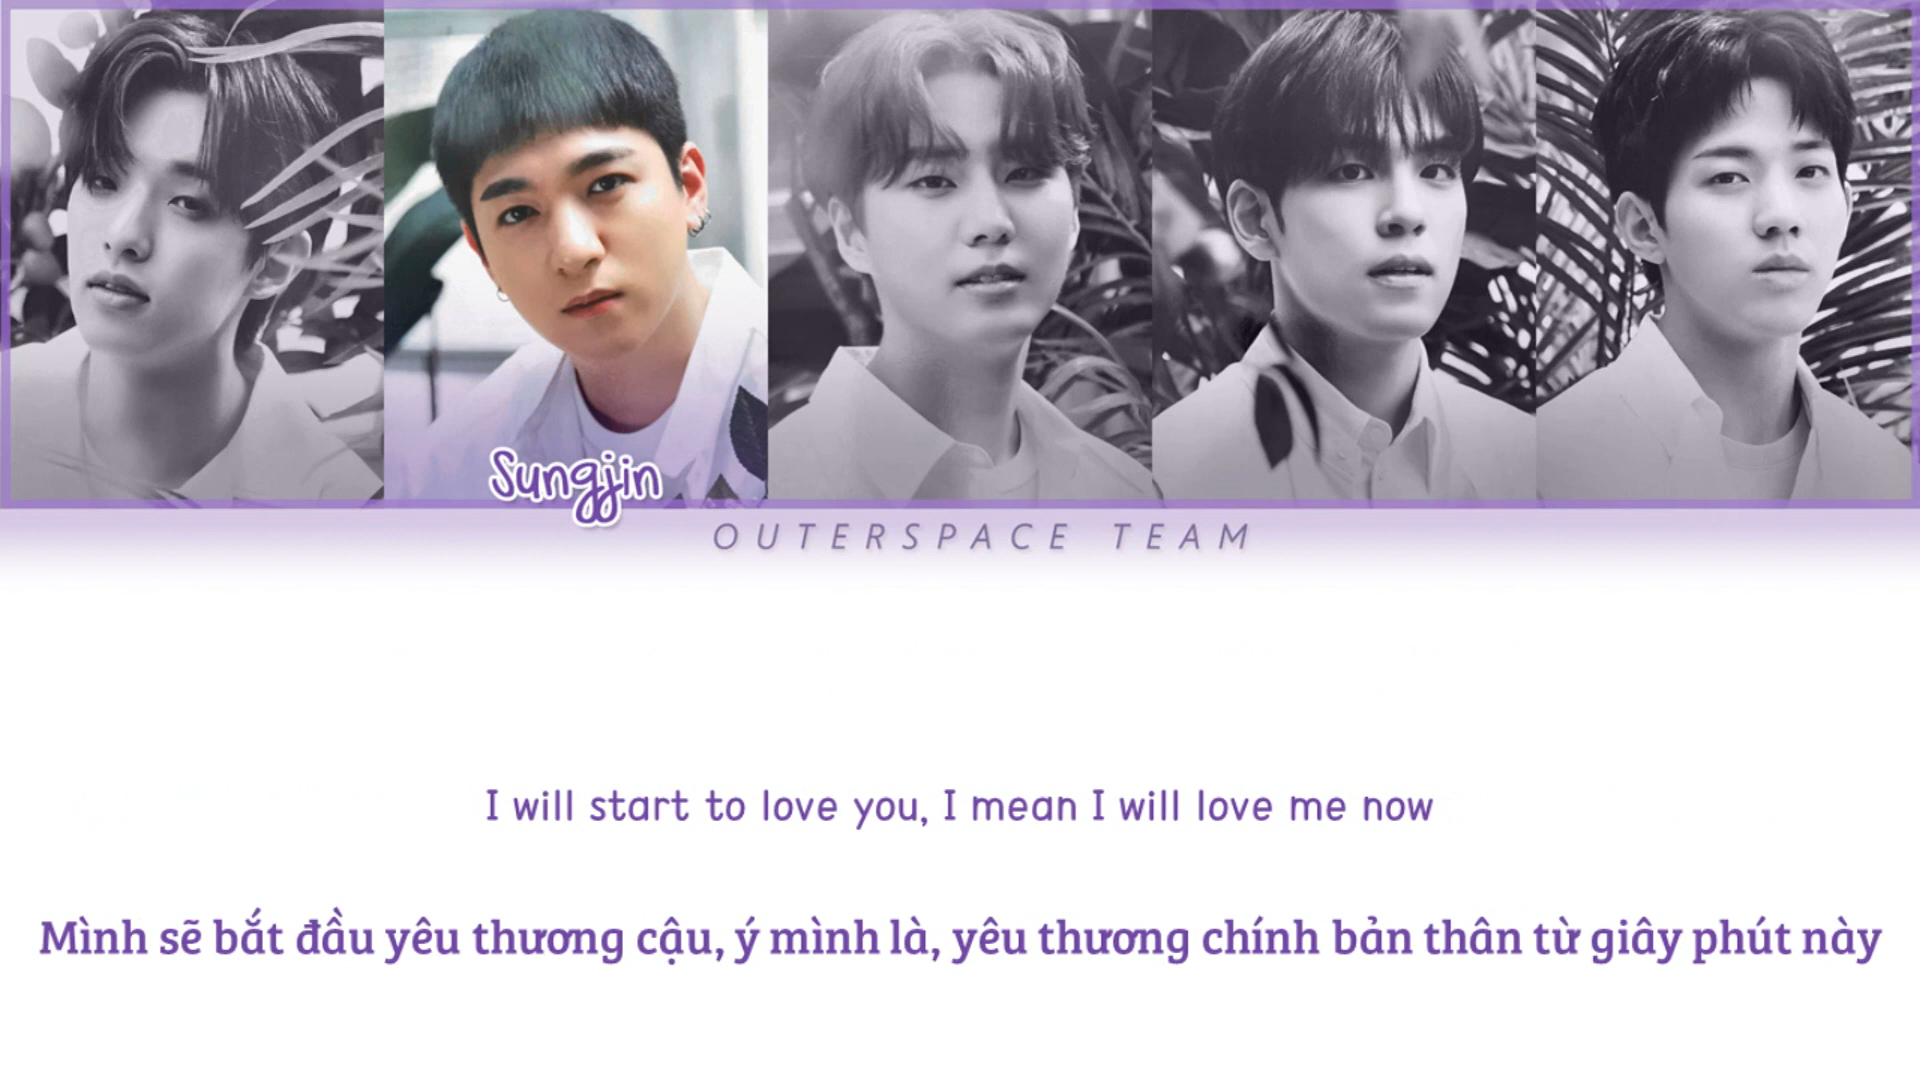 Sungjin
OUTERSPACE TEAM
I will start to love you, I mean I will love me now
Mình sẽ bắt đầu yêu thương cậu, ý mình là, yêu thương chính bản thân từ giây phút này